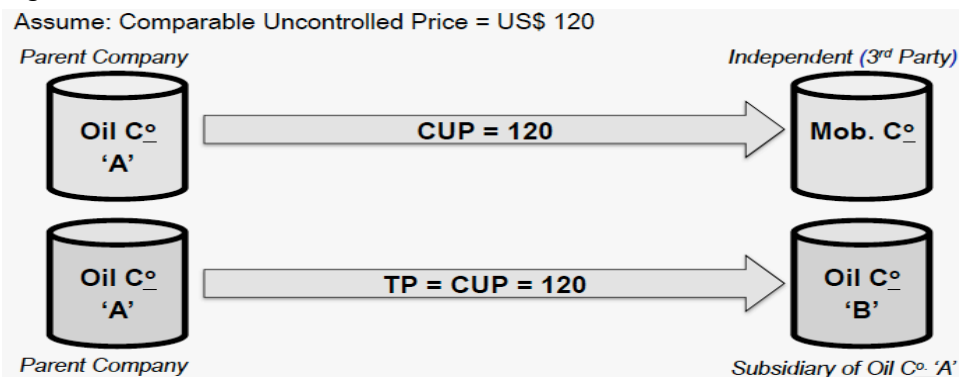 Assume: Comparable Uncontrolled Price = US$ 120
Parent Company
Independent (3rd Party)
Oil Co
'A'
CUP = 120
Mob. Co
Oil Co
'A'
TP = CUP = 120
Oil Co
'B'
Parent Company
Subsidiary of Oil Co. 'A'